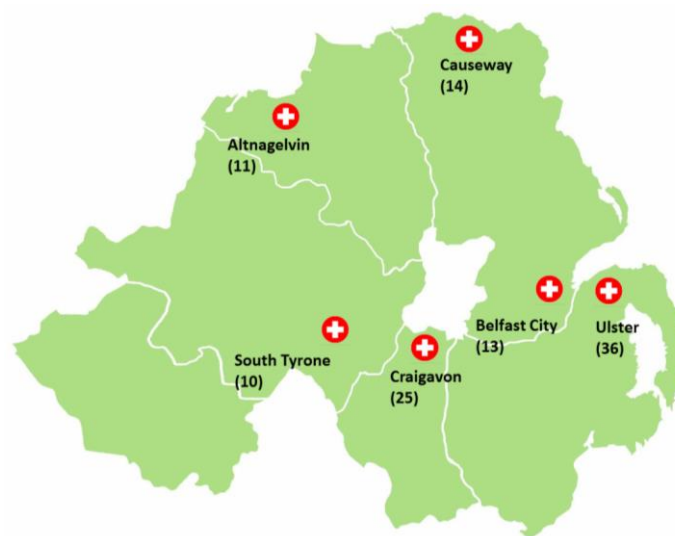 Causeway
(14)
Altnagelvin
(11)
Belfast City
(13)
Ulster
(36)
South Tyrone
(10)
Craigavon
(25)